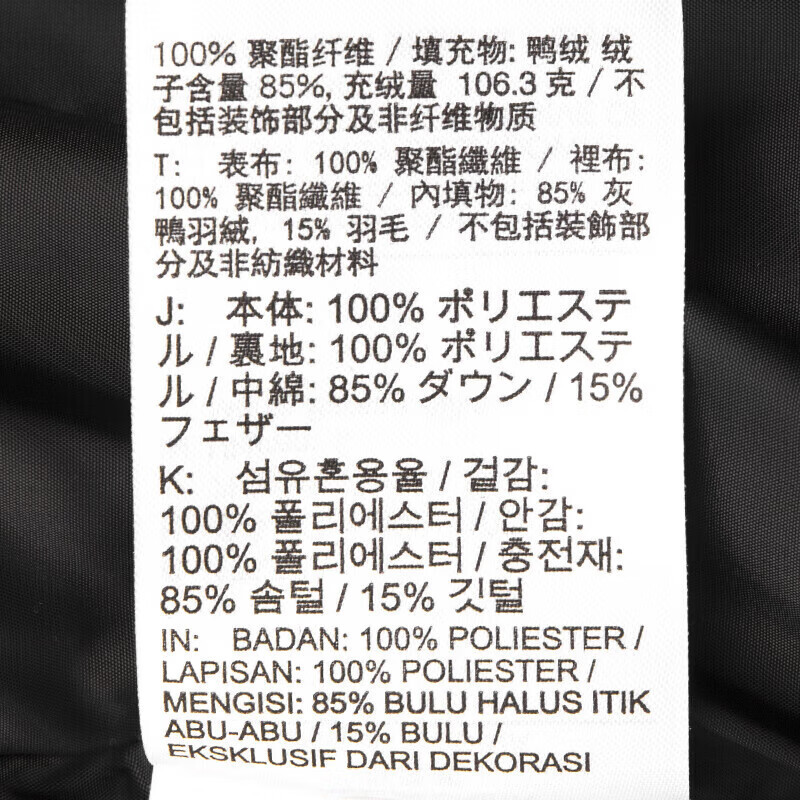 100% 聚酯纤维 / 填充物: 鸭绒 绒
子含量 85%, 充绒量 106.3 克 / 不
包括装饰部分及非纤维物质
T: 表布: 100% 聚酯纖維 / 裡布:
100% 聚酯纖維 / 內填物: 85% 灰
鴨羽絨, 15% 羽毛 / 不包括裝飾部
分及非紡織材料
J: 本体: 100% ポリエステ
ル / 裏地: 100% ポリエステ
ル / 中綿: 85% ダウン / 15%
フェザー
K: 섬유혼용율 / 겉감:
100% 폴리에스터 / 안감:
100% 폴리에스터 / 충전재:
85% 솜털 / 15% 깃털
IN: BADAN: 100% POLIESTER /
LAPISAN: 100% POLIESTER /
MENGISI: 85% BULU HALUS ITIK
ABU-ABU / 15% BULU /
EKSKLUSIF DARI DEKORASI